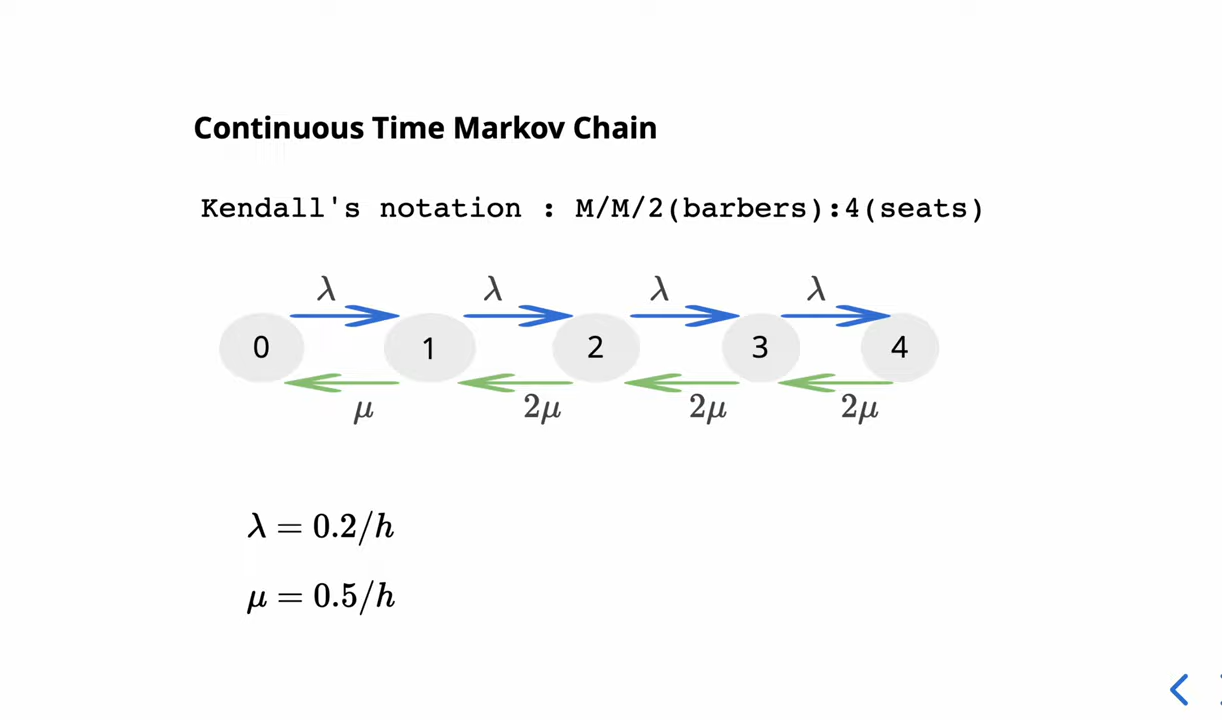 Continuous Time Markov Chain
Kendall's notation : M/M/2(barbers):4(seats)
λ λ λ λ
0 1 2 3 4
μ 2μ 2μ 2μ
λ = 0.2/h
μ = 0.5/h